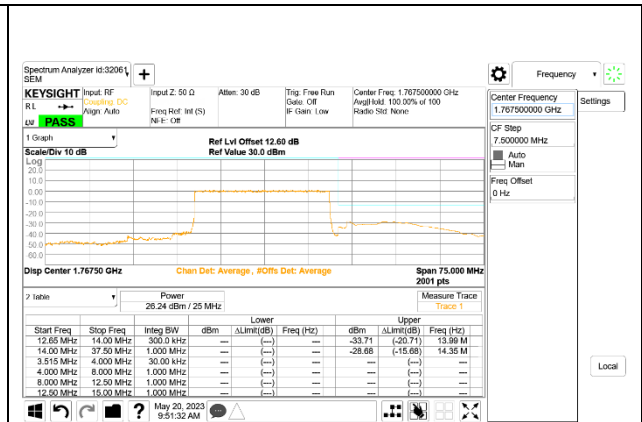 Spectrum Analyzer id:32061
SEM
+
Frequency
KEYSIGHT
Input: RF
Coupling: DC
Align: Auto
Input Z: 50 Ω
Freq Ref: Int (S)
NFE: Off
Atten: 30 dB
Trig: Free Run
Gate: Off
IF Gain: Low
Center Freq: 1.767500000 GHz
Avg|Hold: 100.00% of 100
Radio Std: None
RL
PASS
Center Frequency
1.767500000 GHz
Settings
CF Step
7.500000 MHz
Auto
Man
Freq Offset
0 Hz
Local
1 Graph
Scale/Div 10 dB
Ref Lvl Offset 12.60 dB
Ref Value 30.0 dBm
Log
20.0
10.0
0.00
-10.0
-20.0
-30.0
-40.0
-50.0
-60.0
Disp Center 1.76750 GHz
Chan Det: Average , #Offs Det: Average
Span 75.000 MHz
2001 pts
2 Table
Power
26.24 dBm / 25 MHz
Measure Trace
Trace 1
Lower Upper
Start Freq Stop Freq Integ BW dBm ΔLimit(dB) Freq (Hz) dBm ΔLimit(dB) Freq (Hz)
12.65 MHz 14.00 MHz 300.0 kHz --- (---) --- -33.71 (-20.71) 13.99 M
14.00 MHz 37.50 MHz 1.000 MHz --- (---) --- -28.68 (-15.68) 14.35 M
3.515 MHz 4.000 MHz 30.00 kHz --- (---) --- --- (---) ---
4.000 MHz 8.000 MHz 1.000 MHz --- (---) --- --- (---) ---
8.000 MHz 12.50 MHz 1.000 MHz --- (---) --- --- (---) ---
12.50 MHz 15.00 MHz 1.000 MHz --- (---) --- --- (---) ---
?
May 20, 2023
9:51:32 AM